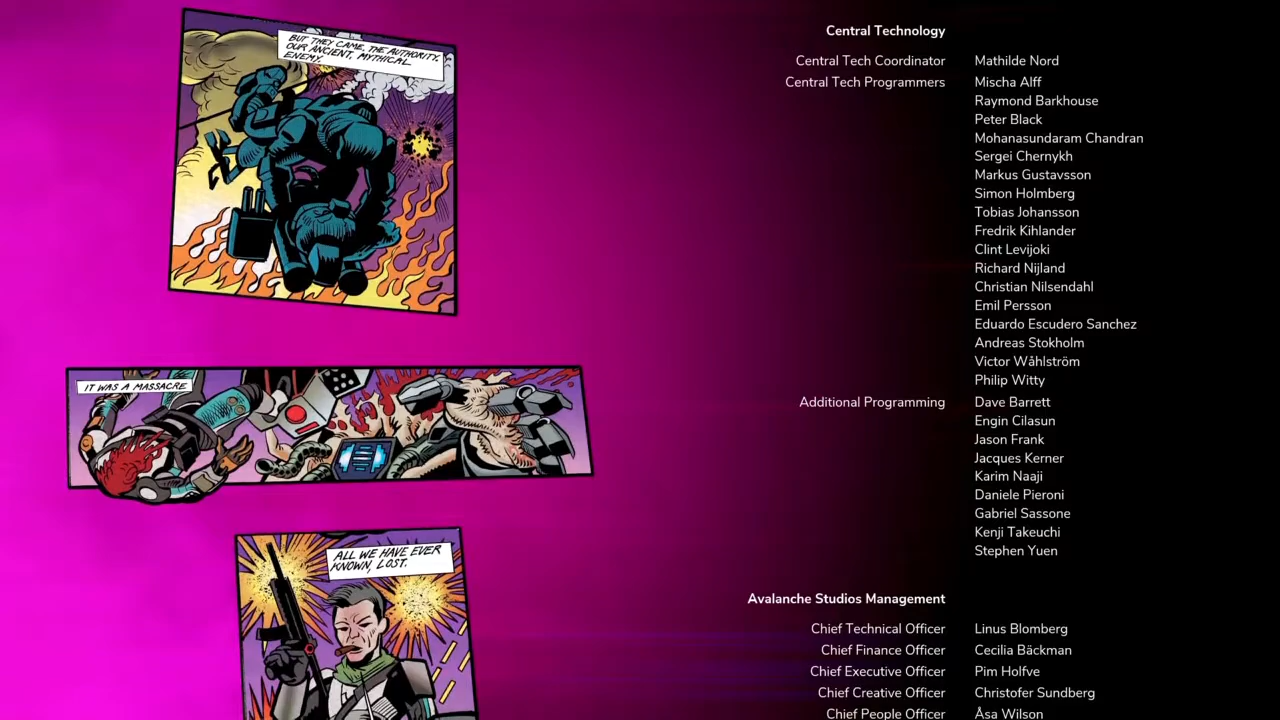 BUT THEY CAME, THE AUTHORITY,
OUR ANCIENT, MYTHICAL
ENEMY.
IT WAS A MASSACRE
ALL WE HAVE EVER
KNOWN, LOST.
Central Technology
Central Tech Coordinator Mathilde Nord
Central Tech Programmers Mischa Alff
Raymond Barkhouse
Peter Black
Mohanasundaram Chandran
Sergei Chernykh
Markus Gustavsson
Simon Holmberg
Tobias Johansson
Fredrik Kihlander
Clint Levijoki
Richard Nijland
Christian Nilsendahl
Emil Persson
Eduardo Escudero Sanchez
Andreas Stokholm
Victor Wåhlström
Philip Witty
Additional Programming Dave Barrett
Engin Cilasun
Jason Frank
Jacques Kerner
Karim Naaji
Daniele Pieroni
Gabriel Sassone
Kenji Takeuchi
Stephen Yuen
Avalanche Studios Management
Chief Technical Officer Linus Blomberg
Chief Finance Officer Cecilia Bäckman
Chief Executive Officer Pim Holfve
Chief Creative Officer Christofer Sundberg
Chief People Officer Åsa Wilson